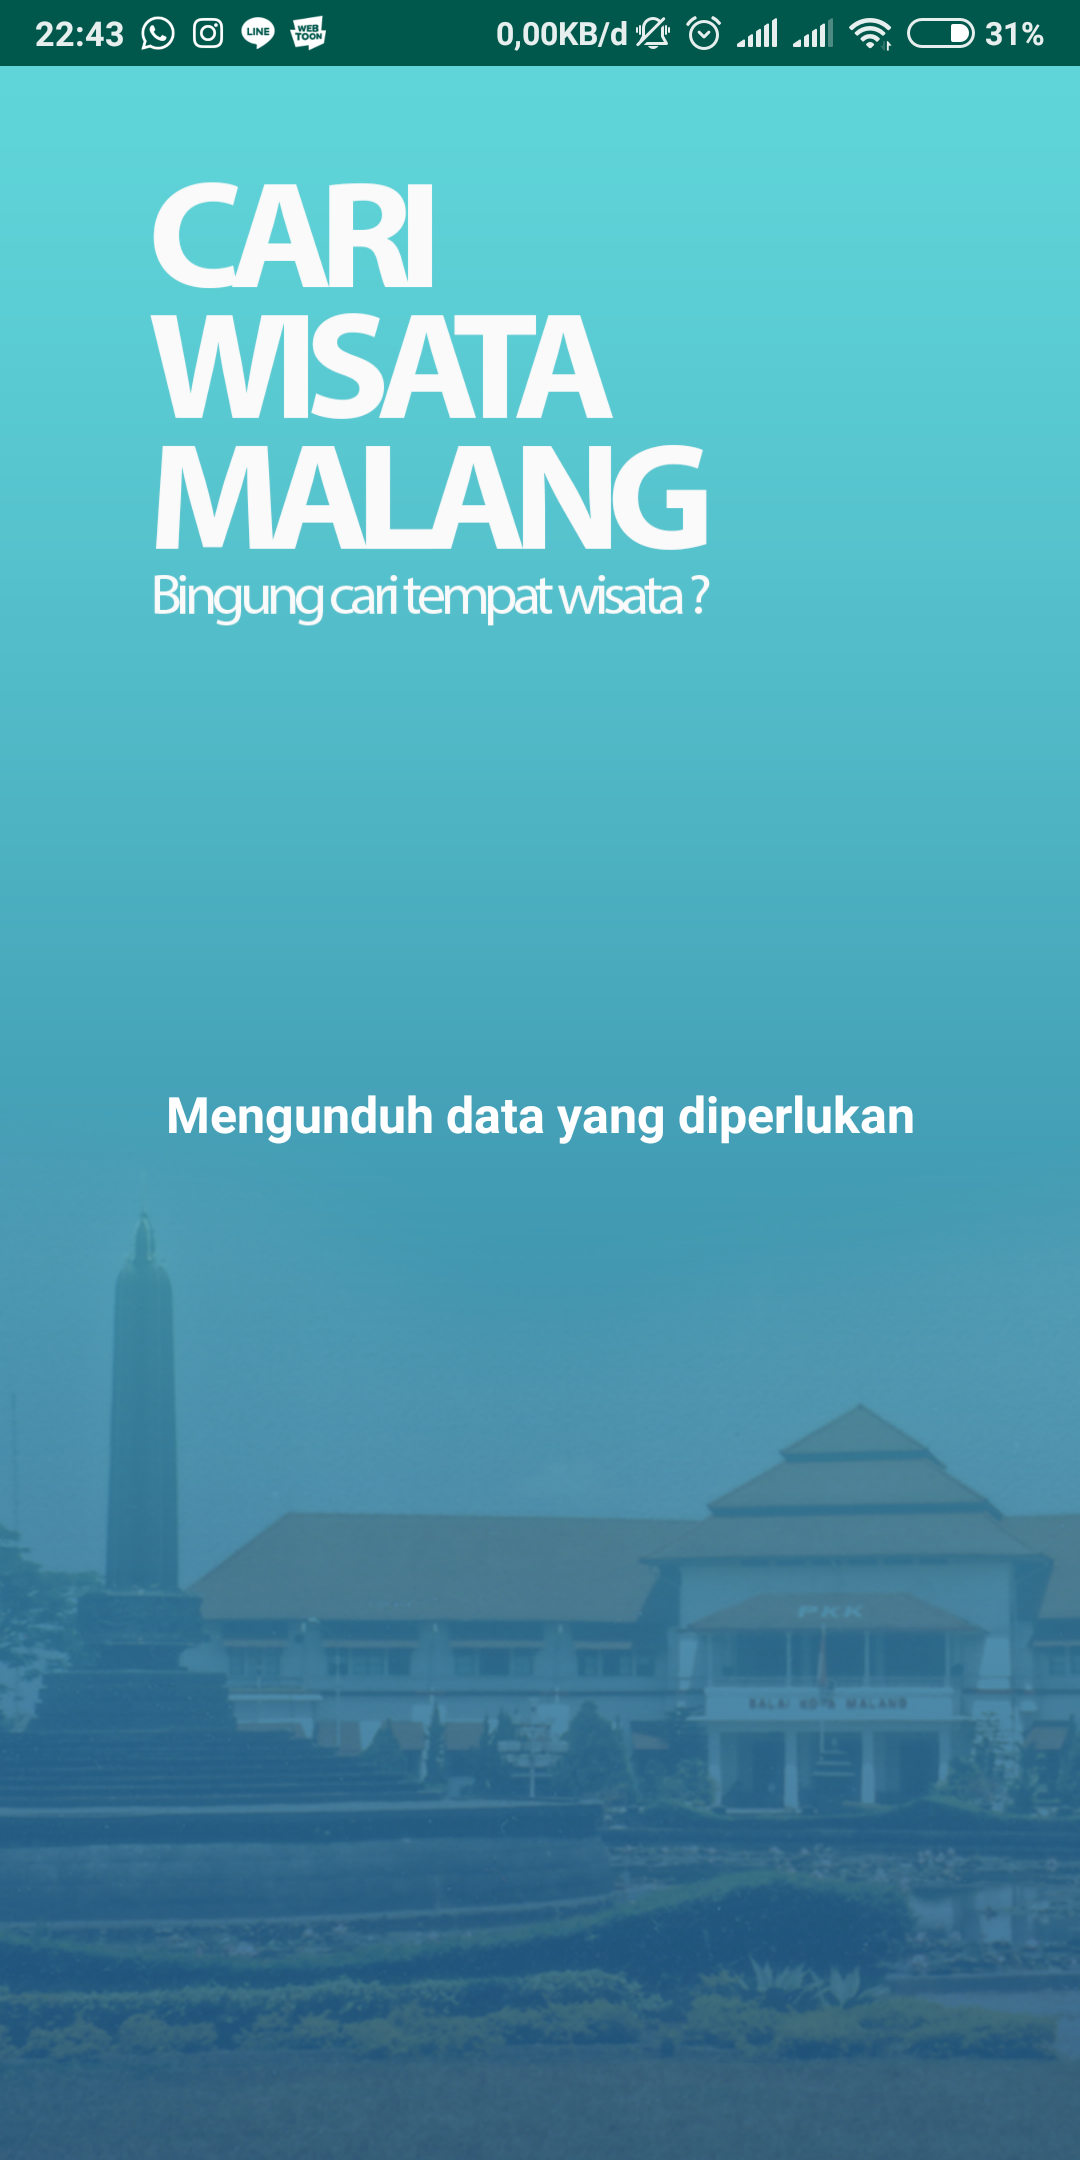 22:43 LINE WEB TOON 0,00KB/d 31%
CARI
WISATA
MALANG
Bingung cari tempat wisata ?
Mengunduh data yang diperlukan
PKK
BALAI KOTA MALANG